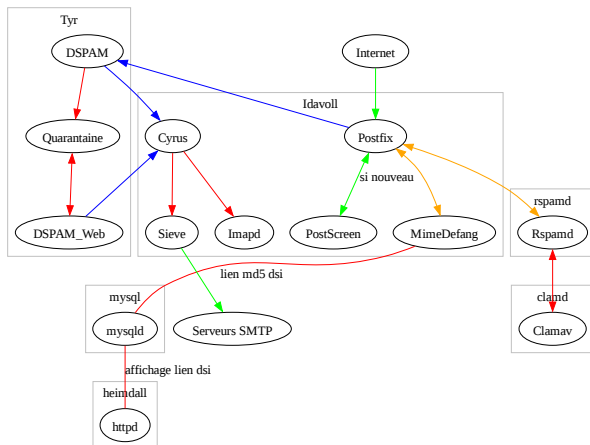 Tyr
DSPAM
Internet
Idavoll
Quarantaine
Cyrus
Postfix
si nouveau
rspamd
DSPAM_Web
Sieve
Imapd
PostScreen
MimeDefang
Rspamd
lien md5 dsi
mysql
clamd
mysqld
Serveurs SMTP
Clamav
affichage lien dsi
heimdall
httpd